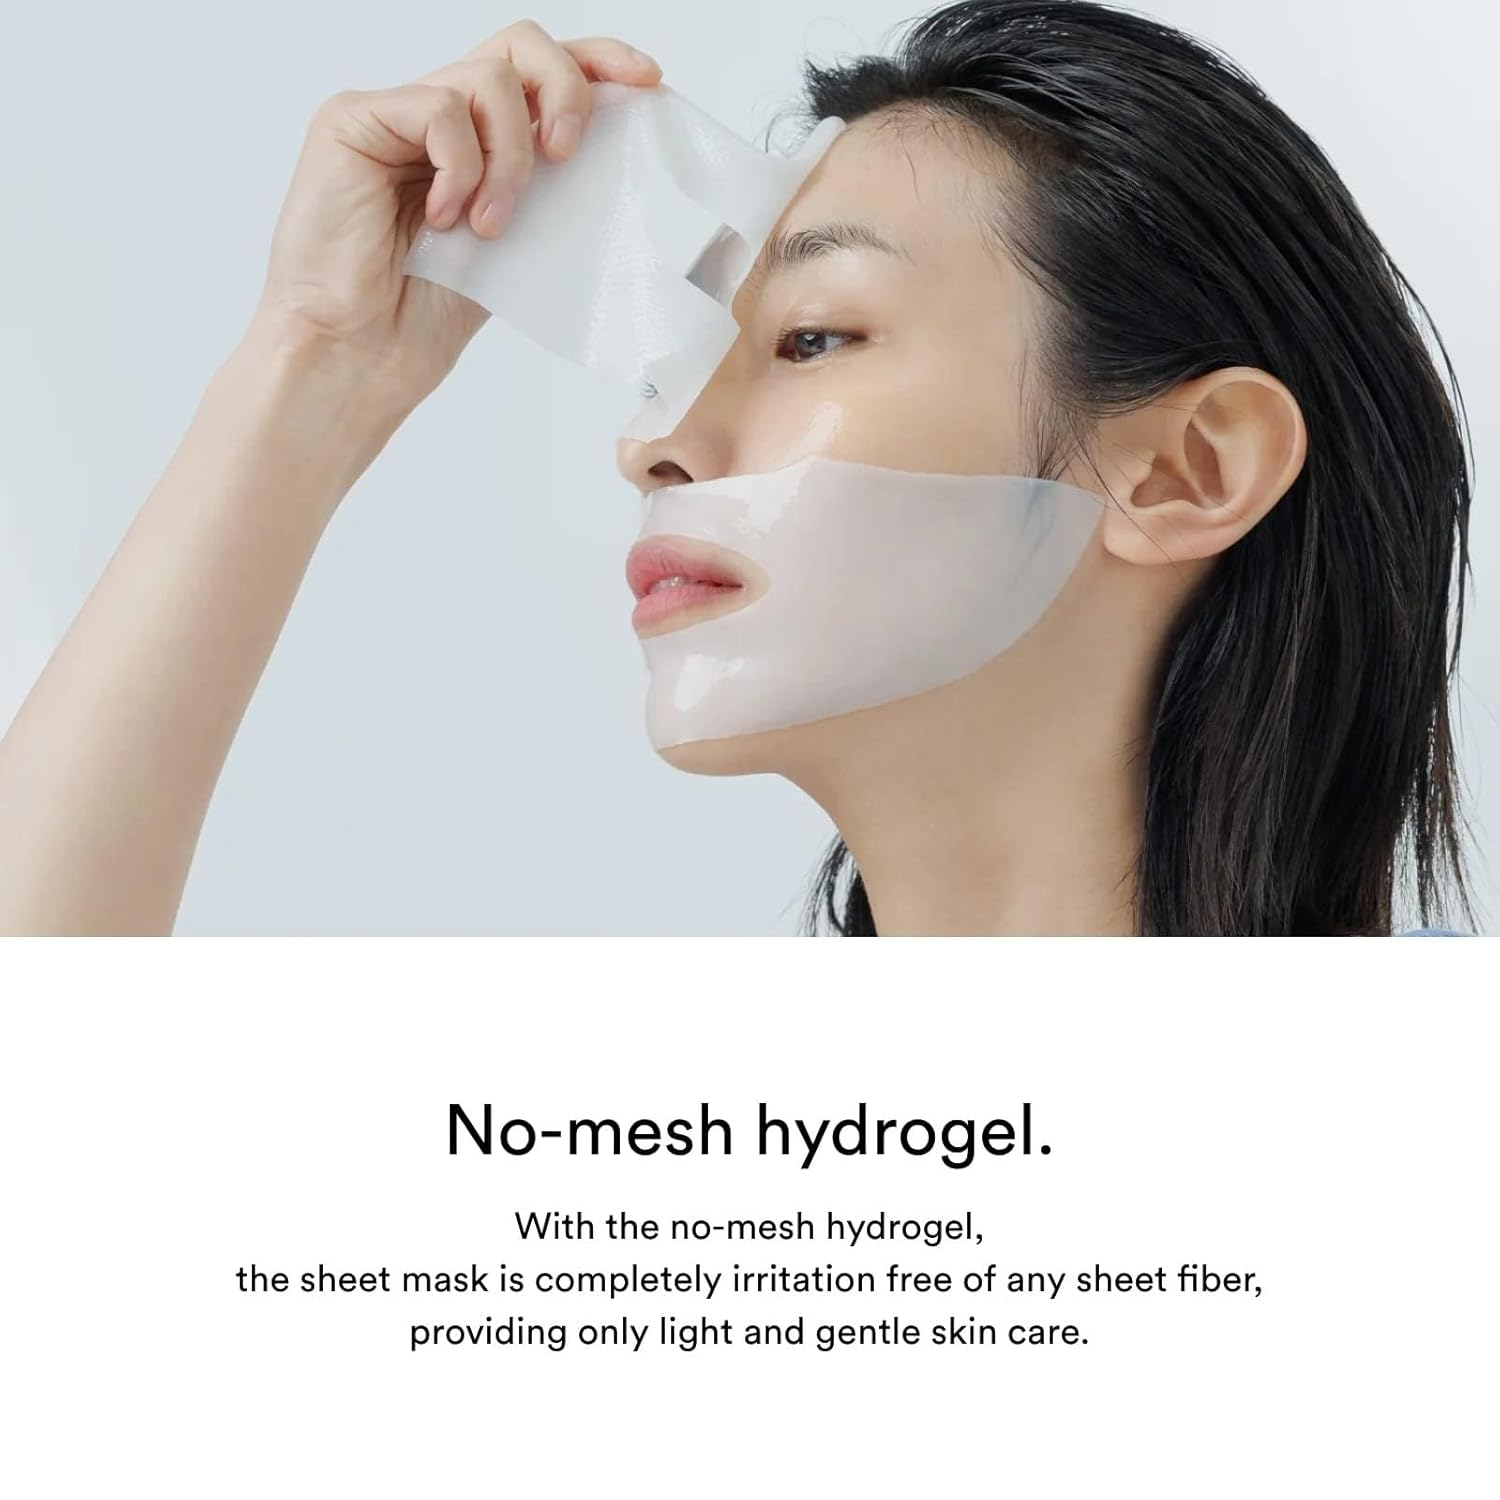 No-mesh hydrogel.
With the no-mesh hydrogel,
the sheet mask is completely irritation free of any sheet fiber,
providing only light and gentle skin care.